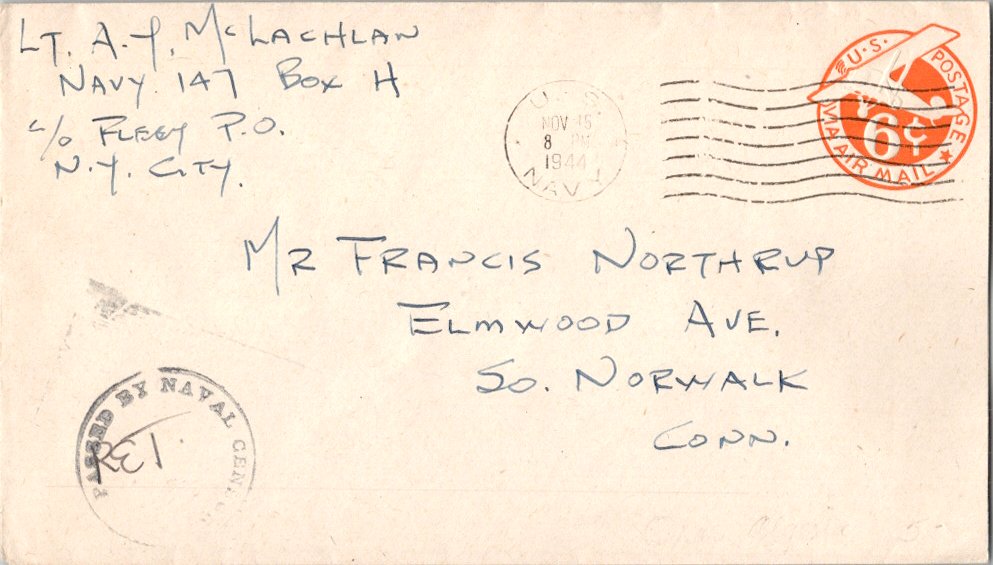 LT. A. Y. McLACHLAN
NAVY 147 BOX H
c/o FLEET P.O.
N.Y. CITY.
U.S.
NOV 15
8 PM
1944
NAVY
U.S. POSTAGE
6¢
VIA AIR MAIL
MR FRANCIS NORTHRUP
ELMWOOD AVE.
SO. NORWALK
CONN.
PASSED BY NAVAL CENSOR